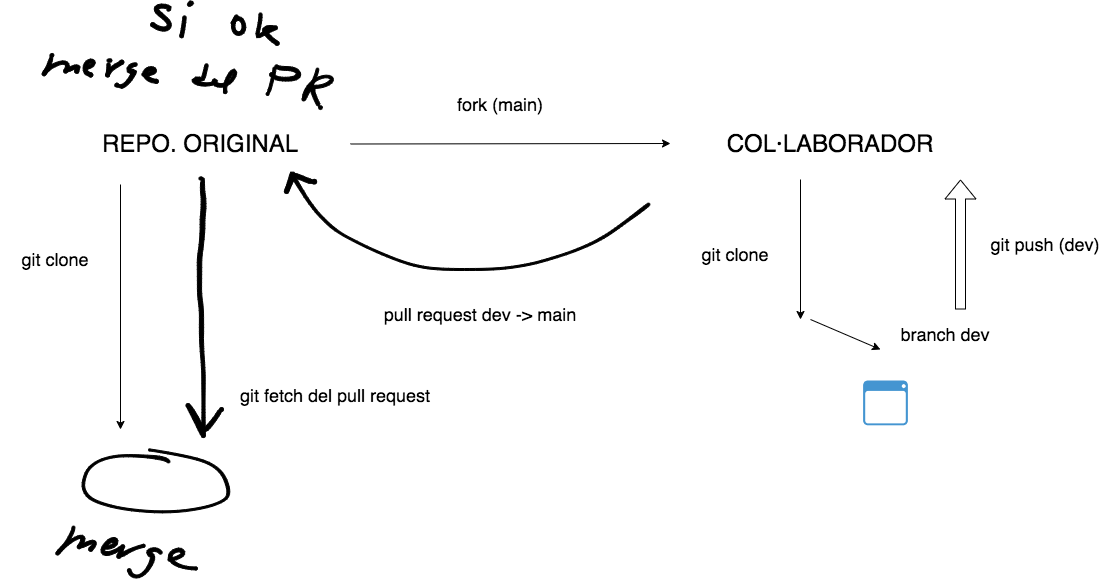 si ok
merge del PR
fork (main)
REPO. ORIGINAL
COL·LABORADOR
git clone
git clone
git push (dev)
pull request dev -> main
branch dev
git fetch del pull request
merge